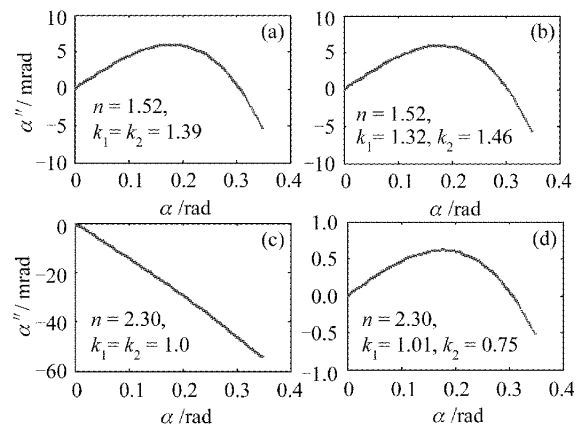 10
5
0
−5
−10
α″/ mrad
(a)
n = 1.52,
k₁= k₂ = 1.39
0 0.1 0.2 0.3 0.4
α /rad
10
5
0
−5
−10
(b)
n = 1.52,
k₁= 1.32, k₂ = 1.46
0 0.1 0.2 0.3 0.4
α /rad
0
−20
−40
−60
α″/ mrad
(c)
n = 2.30,
k₁= k₂ = 1.0
0 0.1 0.2 0.3 0.4
α /rad
1.0
0.5
0.0
−0.5
−1.0
(d)
n = 2.30,
k₁= 1.01, k₂ = 0.75
0 0.1 0.2 0.3 0.4
α /rad